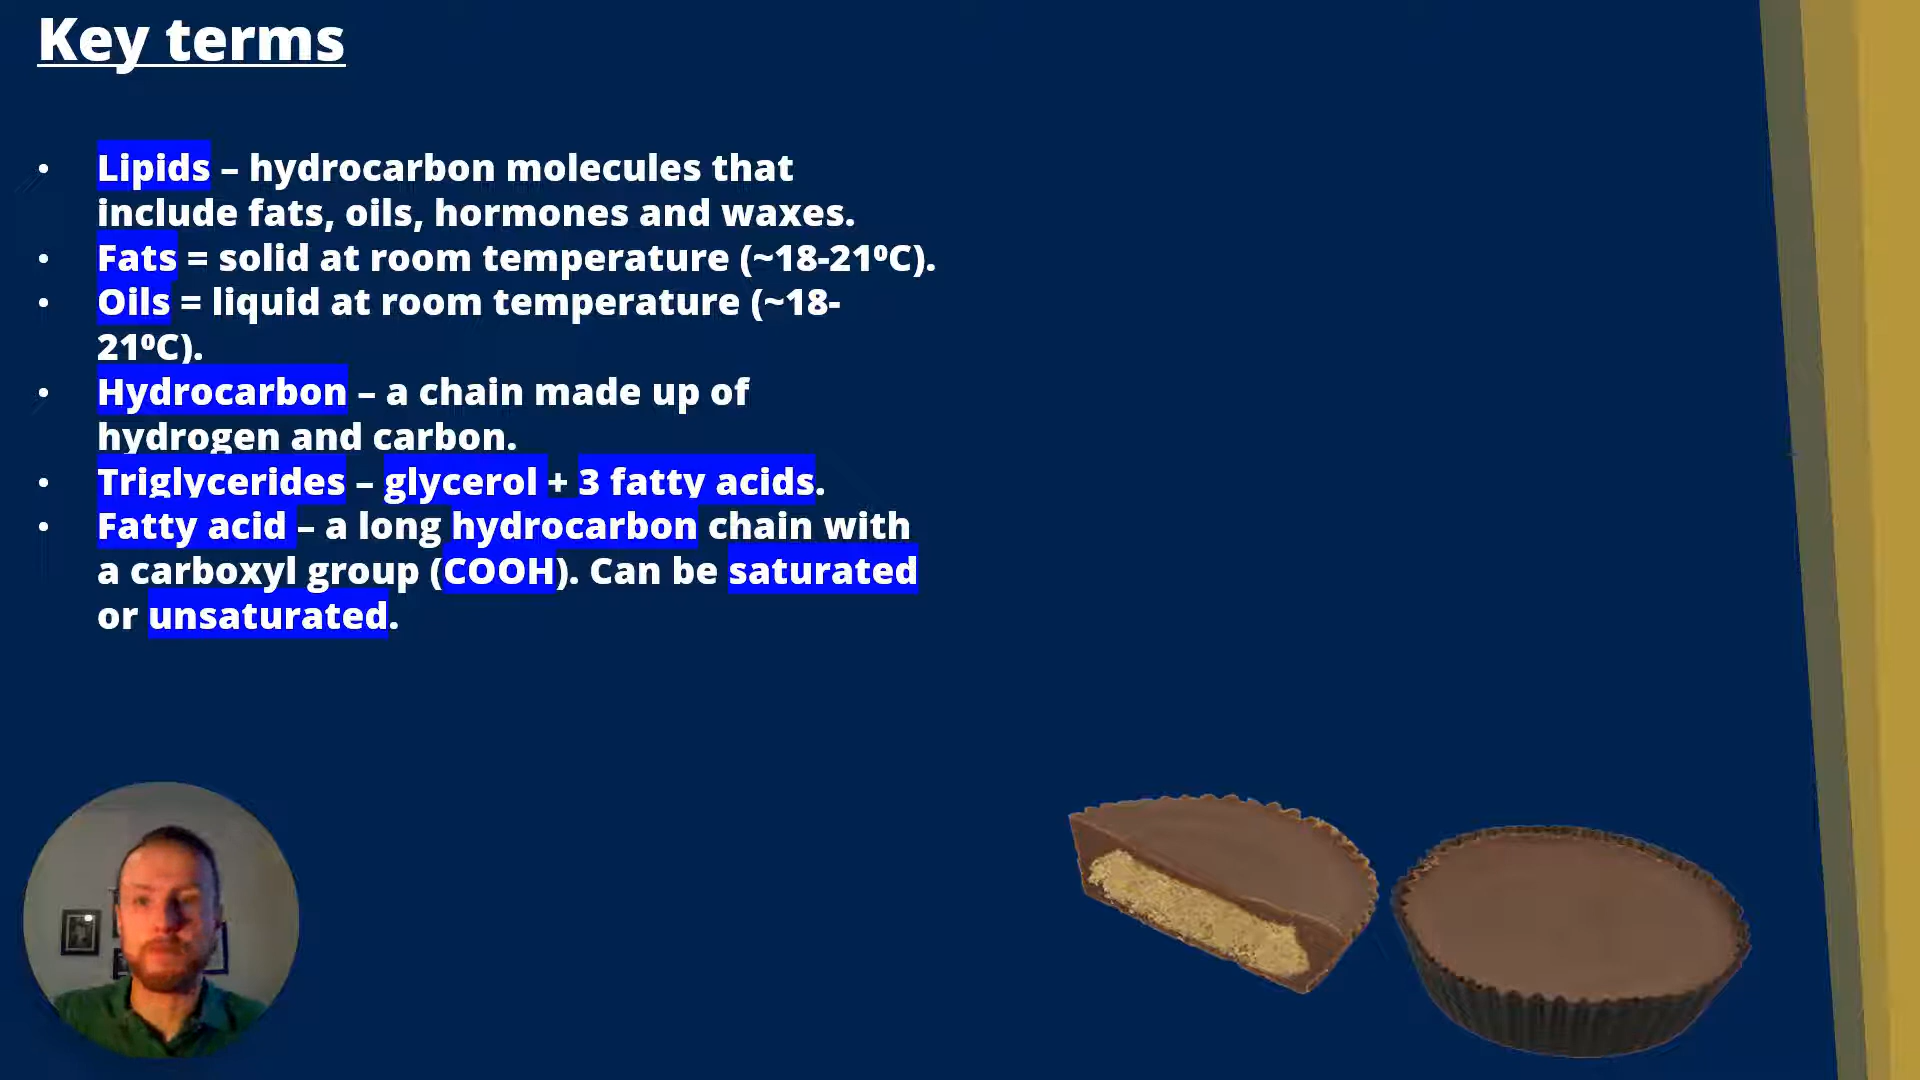 Key terms
• Lipids – hydrocarbon molecules that
include fats, oils, hormones and waxes.
• Fats = solid at room temperature (~18-21⁰C).
• Oils = liquid at room temperature (~18-
21⁰C).
• Hydrocarbon – a chain made up of
hydrogen and carbon.
• Triglycerides – glycerol + 3 fatty acids.
• Fatty acid – a long hydrocarbon chain with
a carboxyl group (COOH). Can be saturated
or unsaturated.